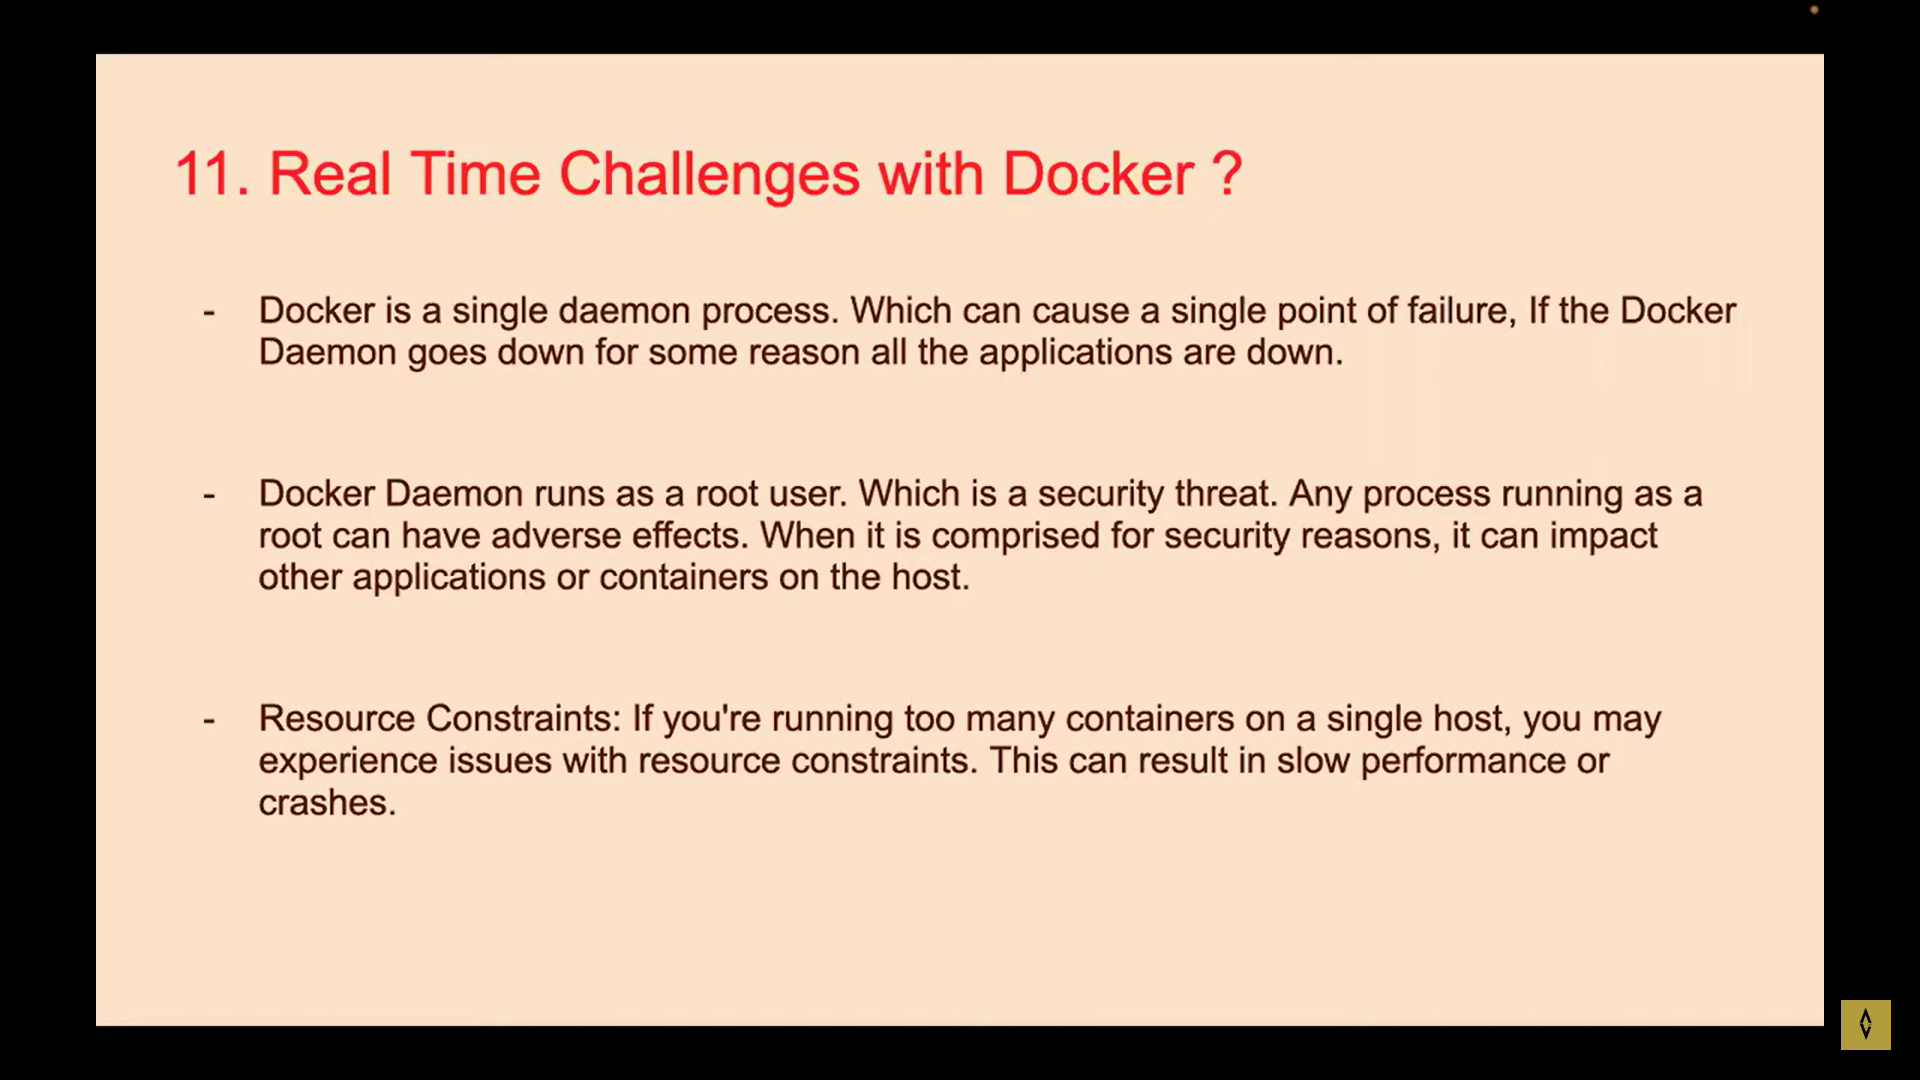 11. Real Time Challenges with Docker ?
- Docker is a single daemon process. Which can cause a single point of failure, If the Docker
Daemon goes down for some reason all the applications are down.
- Docker Daemon runs as a root user. Which is a security threat. Any process running as a
root can have adverse effects. When it is comprised for security reasons, it can impact
other applications or containers on the host.
- Resource Constraints: If you're running too many containers on a single host, you may
experience issues with resource constraints. This can result in slow performance or
crashes.